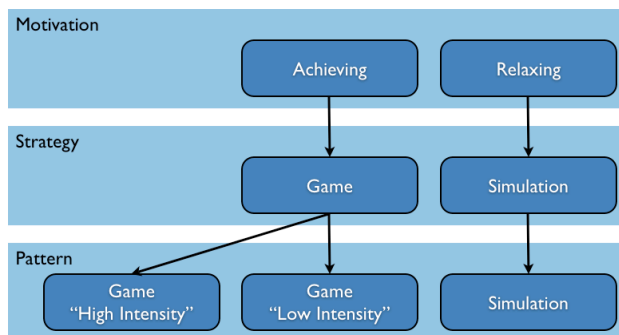 Motivation
Achieving
Relaxing
Strategy
Game
Simulation
Pattern
Game
“High Intensity”
Game
“Low Intensity”
Simulation